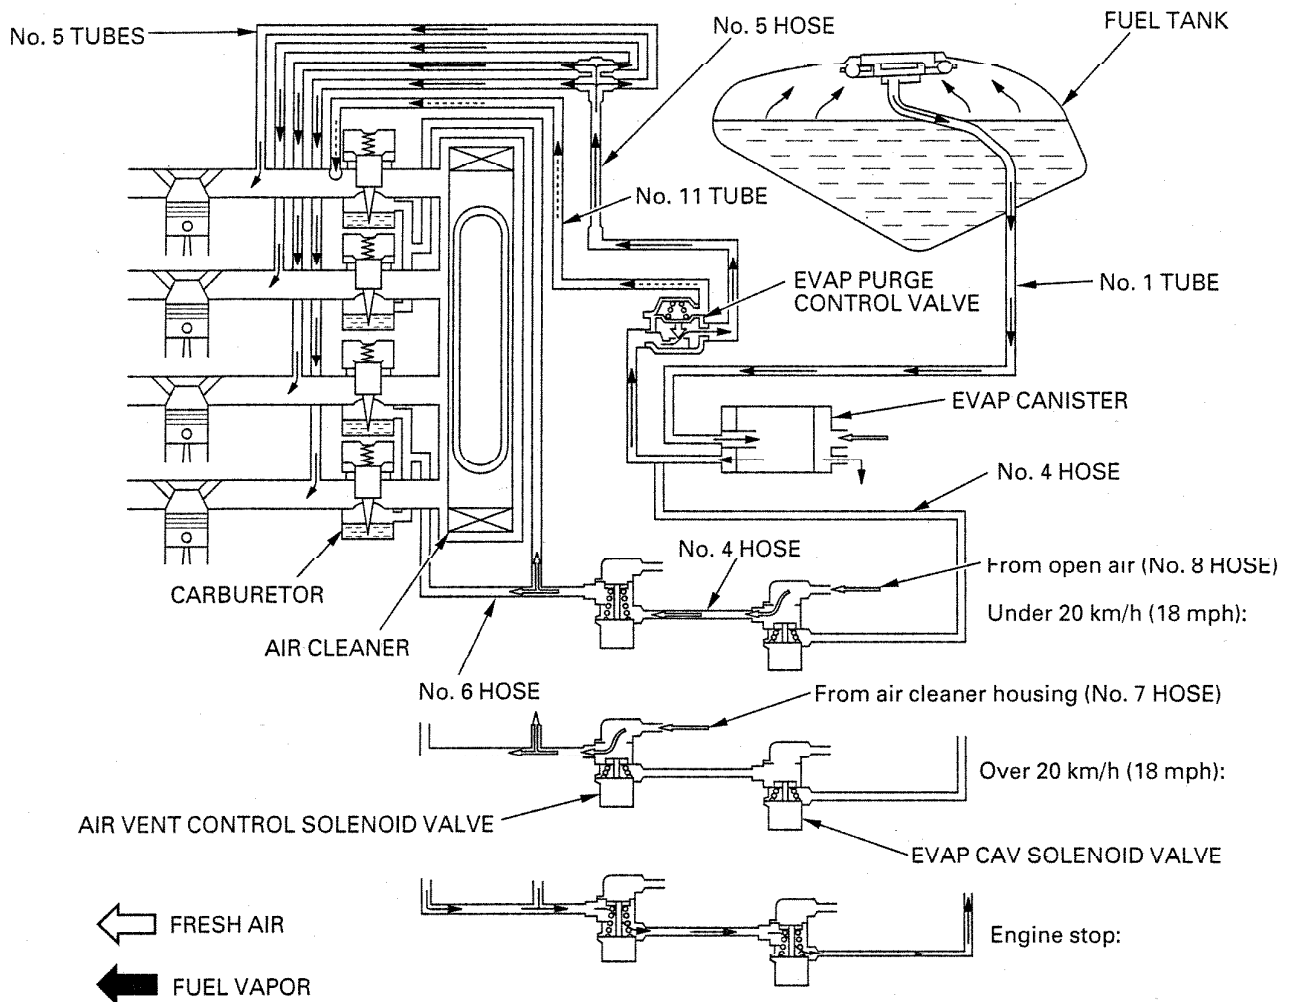 No. 5 TUBES
No. 5 HOSE
FUEL TANK
No. 11 TUBE
EVAP PURGE
CONTROL VALVE
No. 1 TUBE
EVAP CANISTER
No. 4 HOSE
No. 4 HOSE
From open air (No. 8 HOSE)
Under 20 km/h (18 mph):
CARBURETOR
AIR CLEANER
No. 6 HOSE
From air cleaner housing (No. 7 HOSE)
Over 20 km/h (18 mph):
AIR VENT CONTROL SOLENOID VALVE
EVAP CAV SOLENOID VALVE
FRESH AIR
Engine stop:
FUEL VAPOR